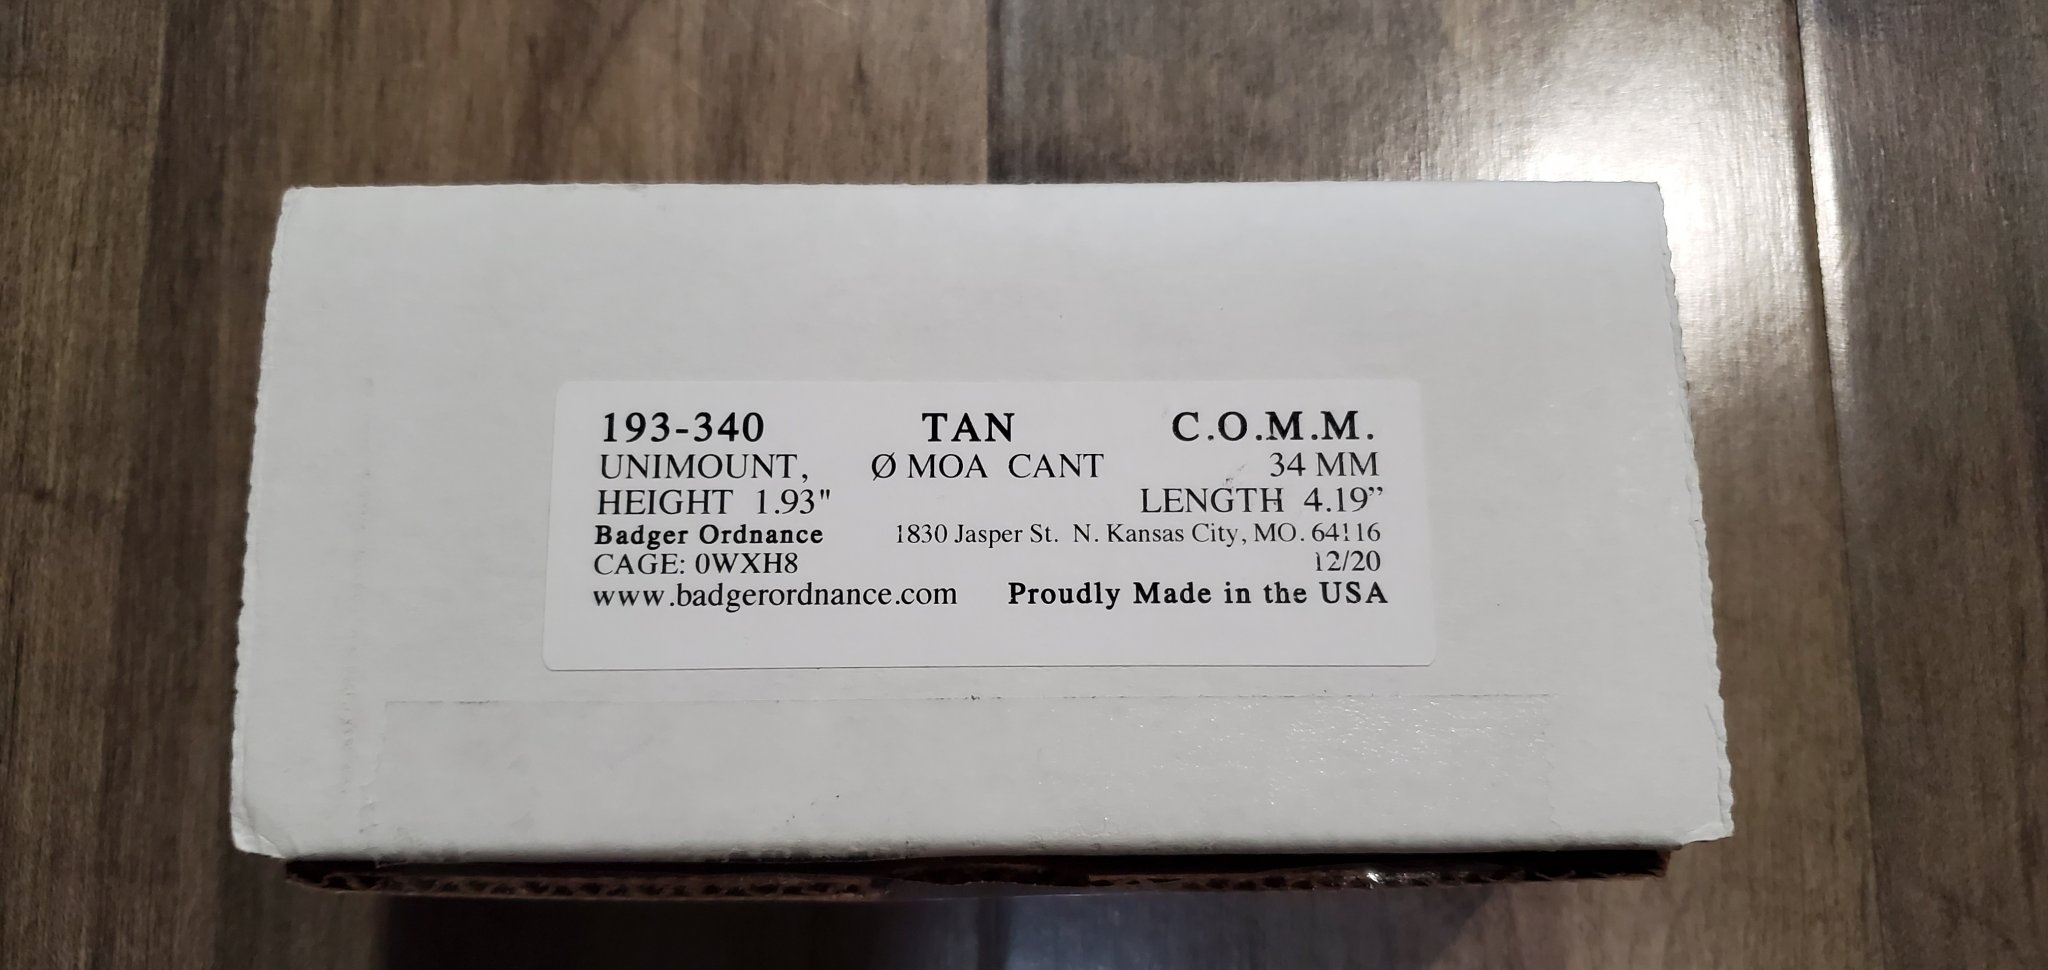 193-340 TAN C.O.M.M.
UNIMOUNT, Ø MOA CANT 34 MM
HEIGHT 1.93" LENGTH 4.19”
Badger Ordnance 1830 Jasper St. N. Kansas City, MO. 64116
CAGE: 0WXH8 12/20
www.badgerordnance.com Proudly Made in the USA